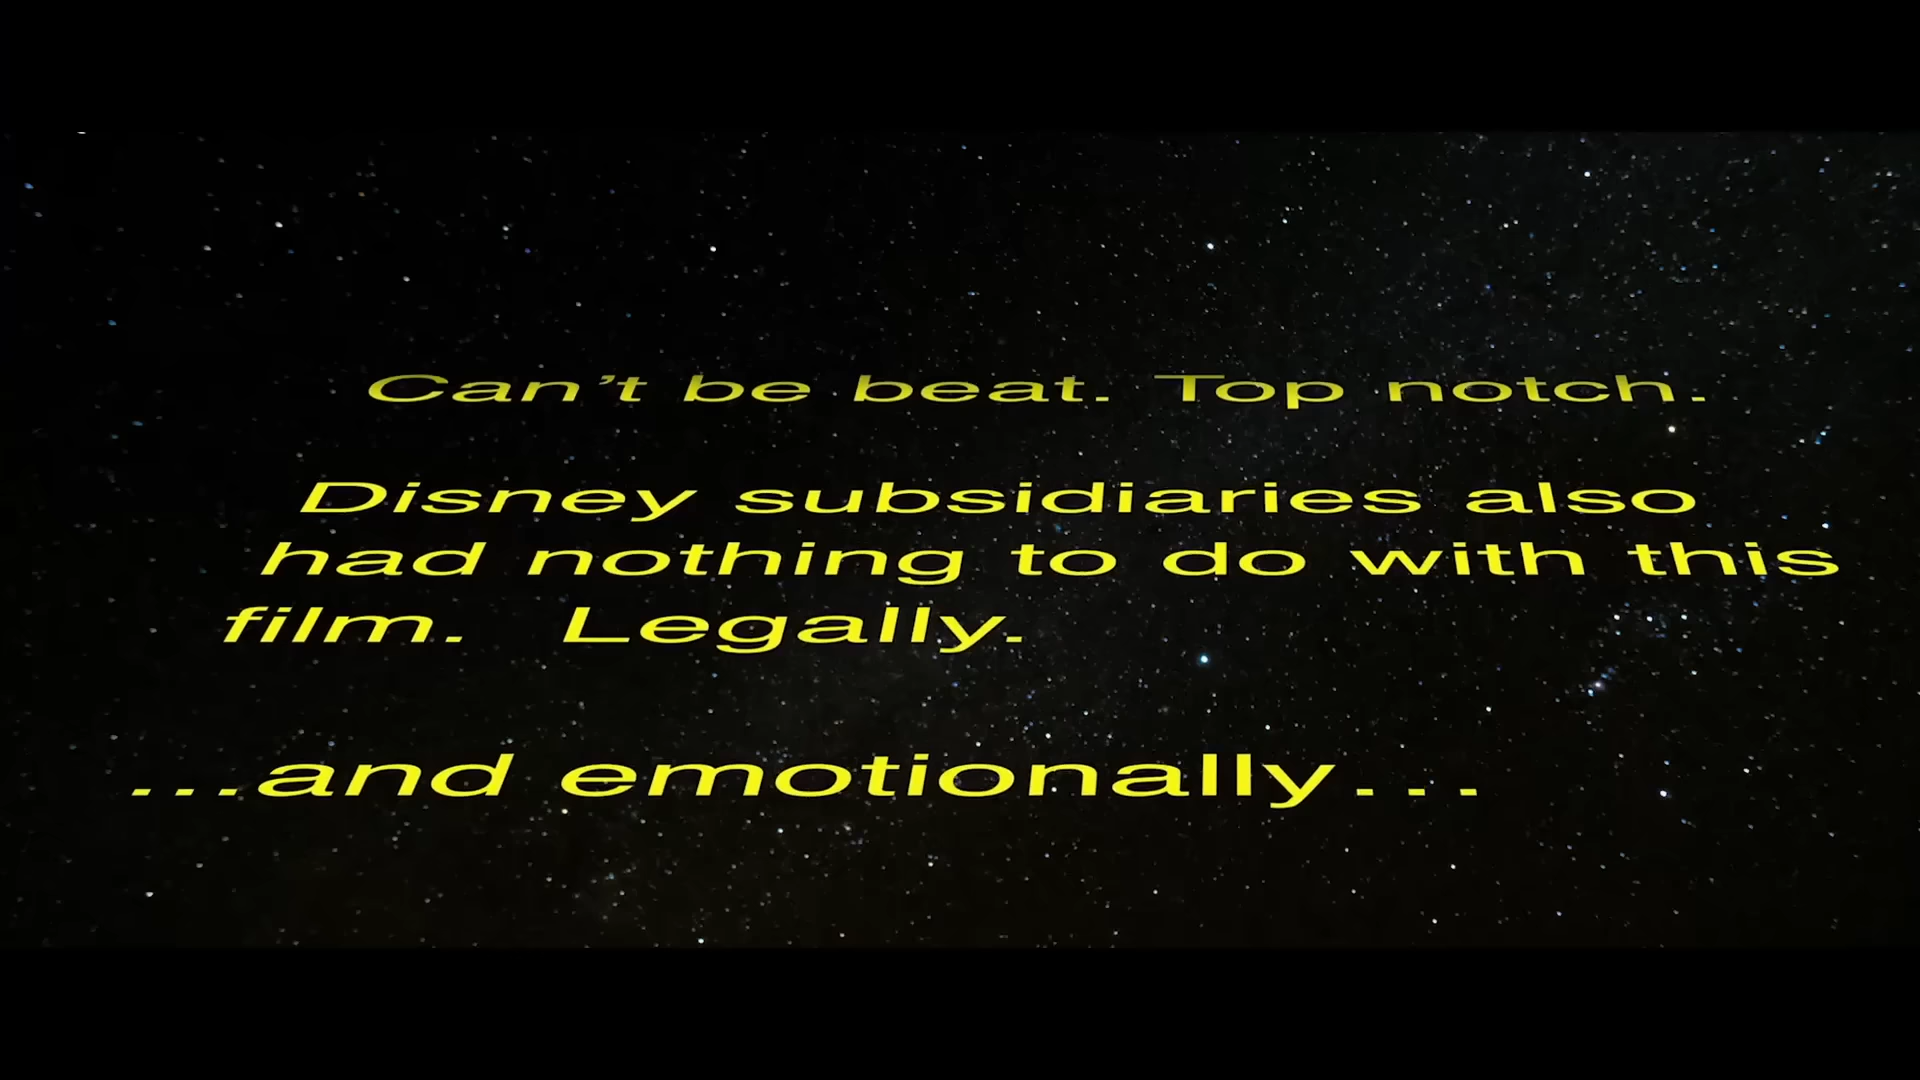 Can’t be beat. Top notch.
Disney subsidiaries also
had nothing to do with this
film. Legally.
...and emotionally...